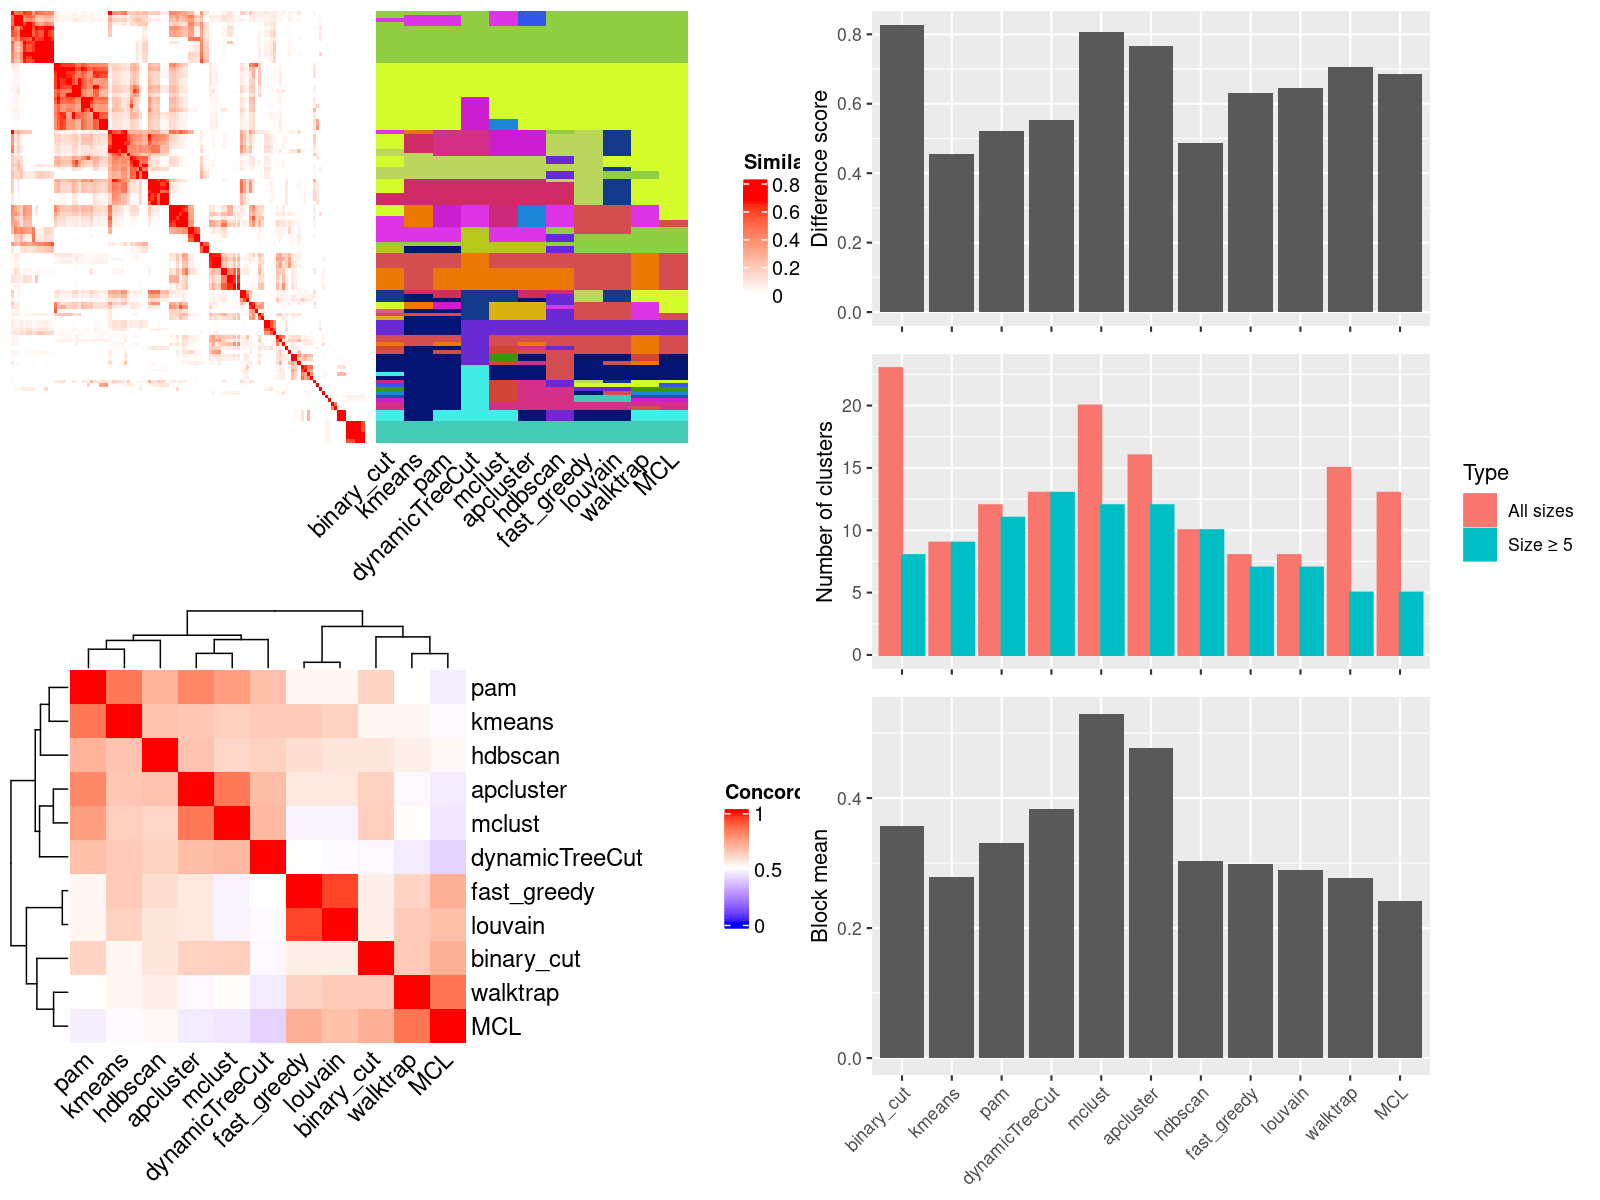 Simila
0.8
0.6
0.4
0.2
0
binary_cut
kmeans
pam
dynamicTreeCut
mclust
apcluster
hdbscan
fast_greedy
louvain
walktrap
MCL
pam
kmeans
hdbscan
apcluster
mclust
dynamicTreeCut
fast_greedy
louvain
binary_cut
walktrap
MCL
Concord
1
0.5
0
pam
kmeans
hdbscan
apcluster
mclust
dynamicTreeCut
fast_greedy
louvain
binary_cut
walktrap
MCL
Difference score
0.8
0.6
0.4
0.2
0.0
Number of clusters
20
15
10
5
0
Type
All sizes
Size ≥ 5
Block mean
0.4
0.2
0.0
binary_cut
kmeans
pam
dynamicTreeCut
mclust
apcluster
hdbscan
fast_greedy
louvain
walktrap
MCL